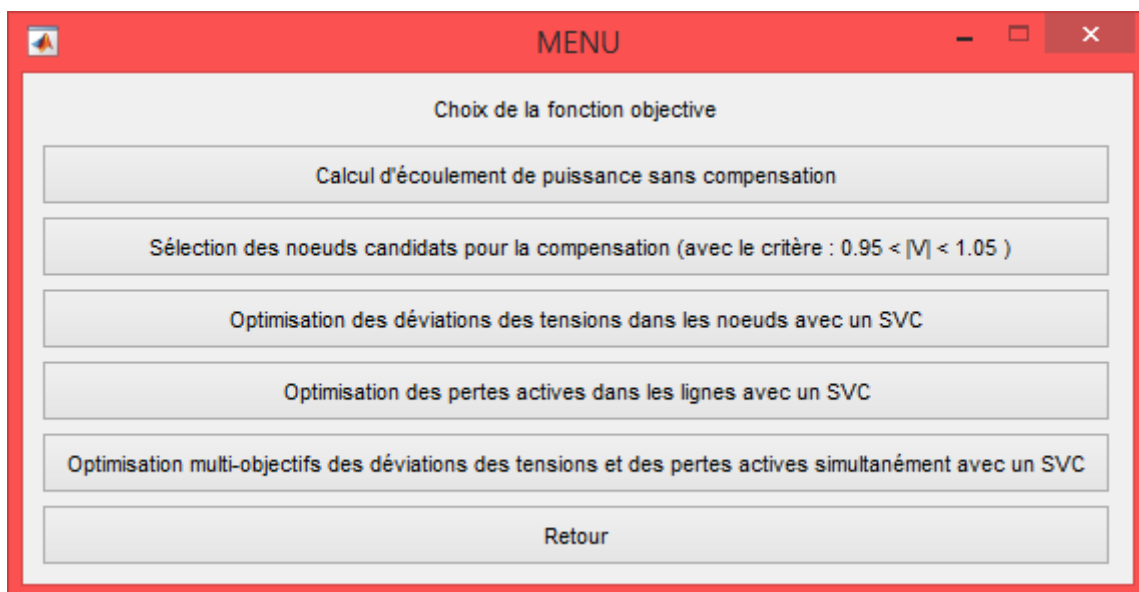 MENU
Choix de la fonction objective
Calcul d'écoulement de puissance sans compensation
Sélection des noeuds candidats pour la compensation (avec le critère : 0.95 < |V| < 1.05 )
Optimisation des déviations des tensions dans les noeuds avec un SVC
Optimisation des pertes actives dans les lignes avec un SVC
Optimisation multi-objectifs des déviations des tensions et des pertes actives simultanément avec un SVC
Retour